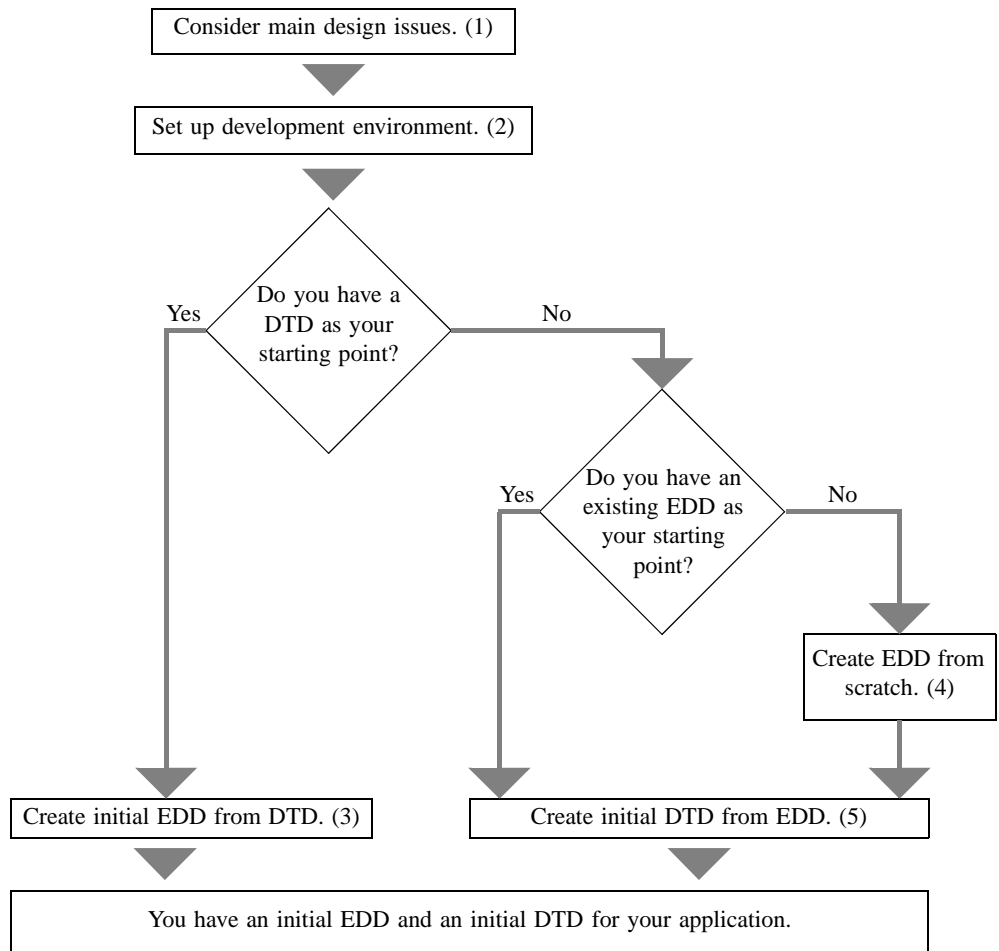 Consider main design issues. (1)
Set up development environment. (2)
Do you have a
DTD as your
starting point?
Yes
No
Do you have an
existing EDD as
your starting
point?
Yes
No
Create EDD from
scratch. (4)
Create initial EDD from DTD. (3)
Create initial DTD from EDD. (5)
You have an initial EDD and an initial DTD for your application.